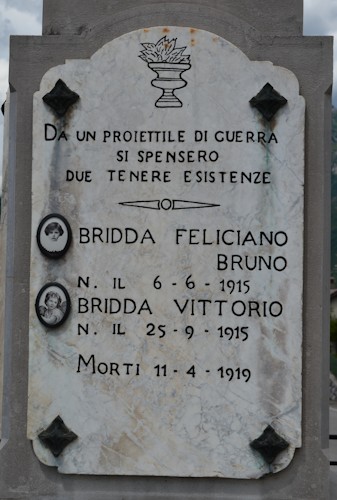 DA UN PROIETTILE DI GUERRA
SI SPENSERO
DUE TENERE ESISTENZE
BRIDDA FELICIANO
BRUNO
N. IL 6-6-1915
BRIDDA VITTORIO
N. IL 25-9-1915
MORTI 11-4-1919